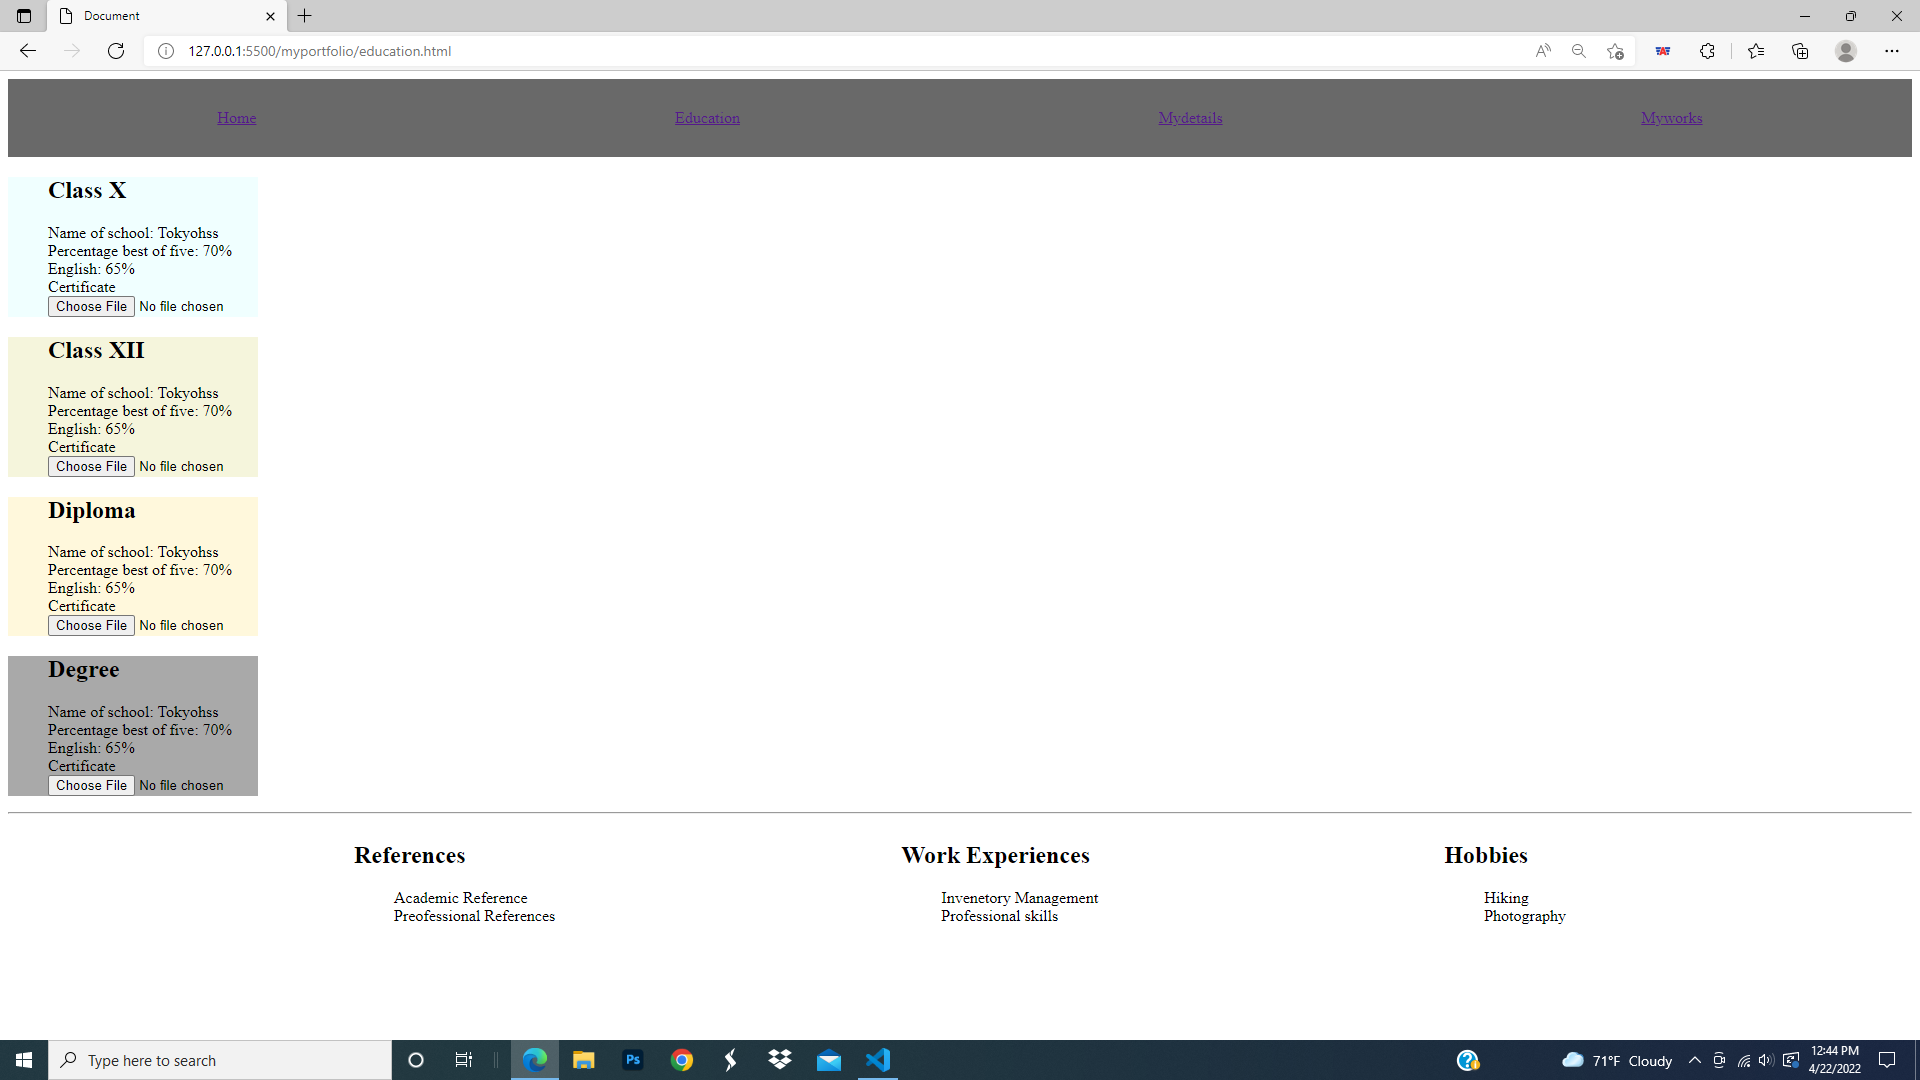 Document
127.0.0.1:5500/myportfolio/education.html
Home Education Mydetails Myworks
Class X
Name of school: Tokyohss
Percentage best of five: 70%
English: 65%
Certificate
Choose File No file chosen
Class XII
Name of school: Tokyohss
Percentage best of five: 70%
English: 65%
Certificate
Choose File No file chosen
Diploma
Name of school: Tokyohss
Percentage best of five: 70%
English: 65%
Certificate
Choose File No file chosen
Degree
Name of school: Tokyohss
Percentage best of five: 70%
English: 65%
Certificate
Choose File No file chosen
References
Academic Reference
Preofessional References
Work Experiences
Invenetory Management
Professional skills
Hobbies
Hiking
Photography
Type here to search
Ps
71°F Cloudy
12:44 PM
4/22/2022